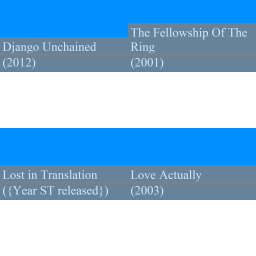 Django Unchained
(2012)
The Fellowship Of The
Ring
(2001)
Lost in Translation
({Year ST released})
Love Actually
(2003)